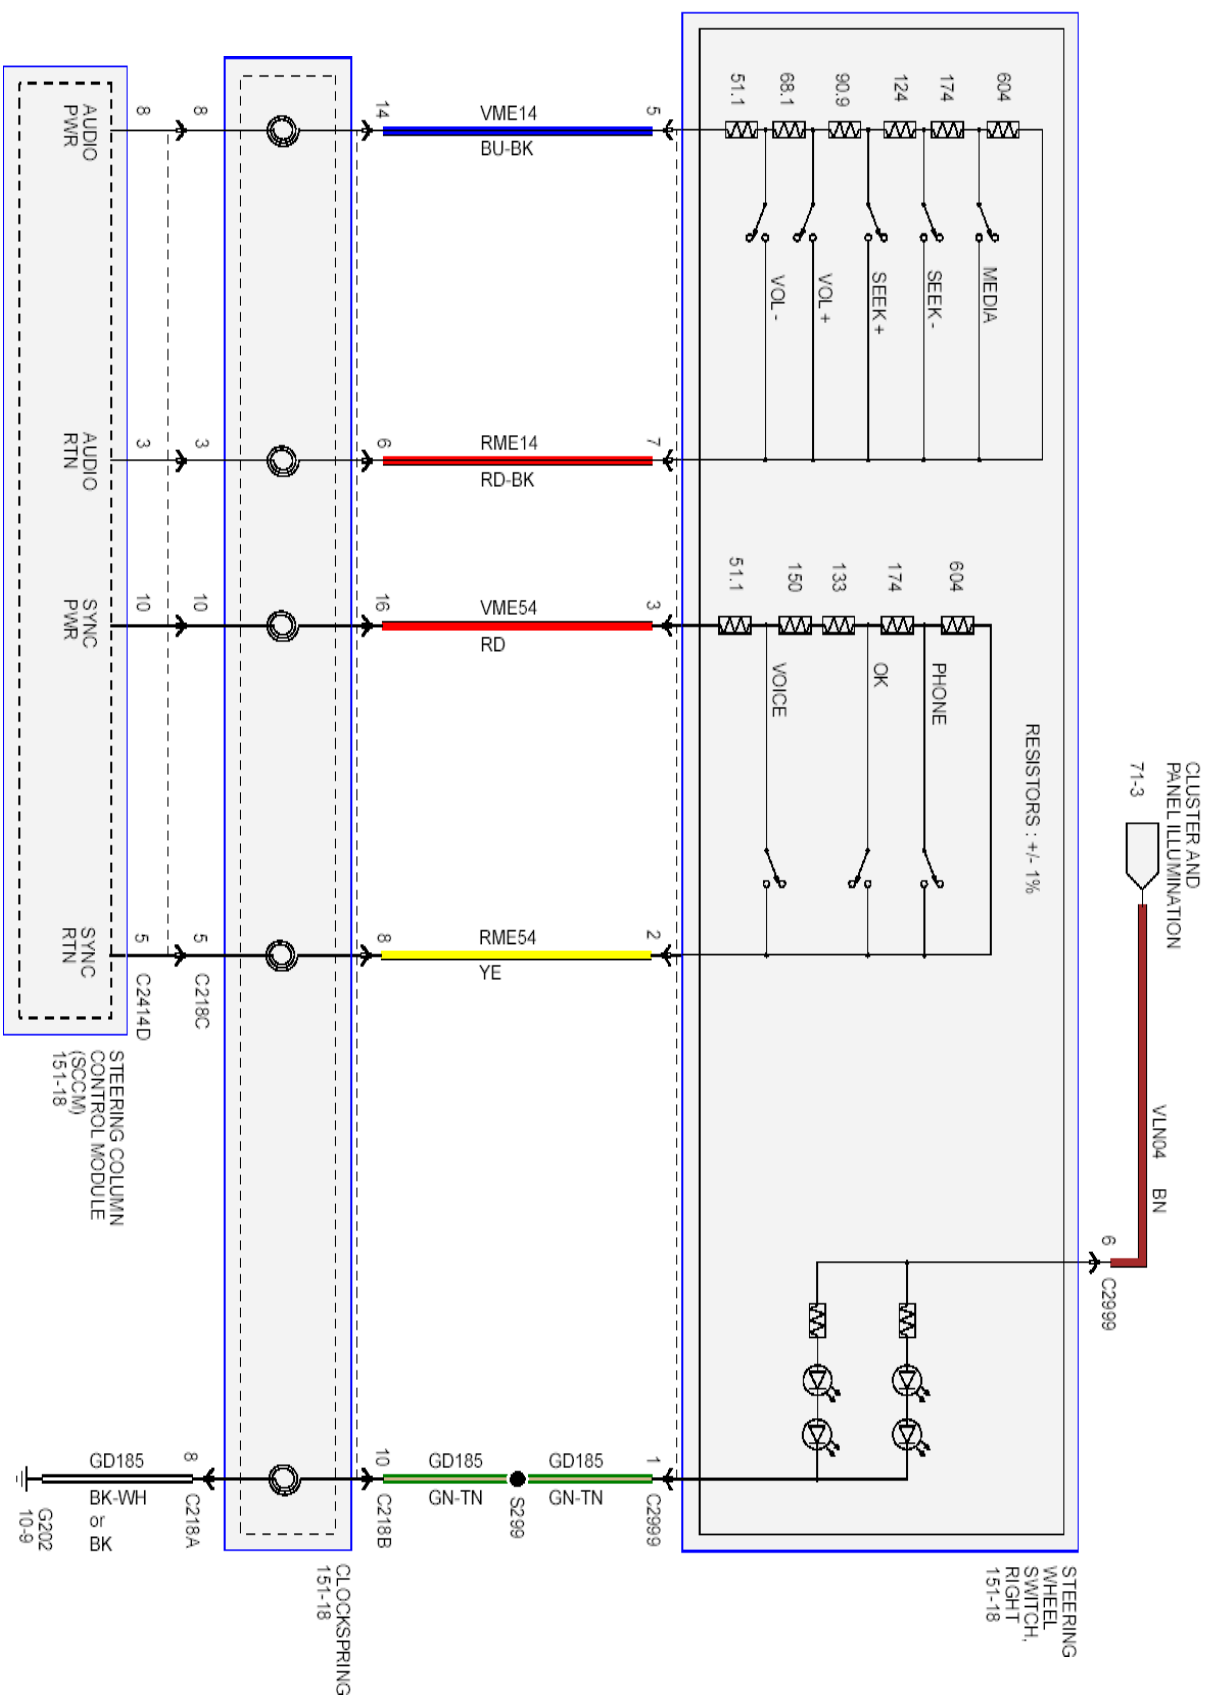 STEERING
WHEEL
SWITCH,
RIGHT
151-18
CLUSTER AND
PANEL ILLUMINATION
71-3
VLN04
BN
6
C2999
RESISTORS : +/- 1%
604
174
124
90.9
68.1
51.1
MEDIA
SEEK -
SEEK +
VOL +
VOL -
604
174
133
150
51.1
PHONE
OK
VOICE
5
7
3
2
1
C2999
VME14
BU-BK
RME14
RD-BK
VME54
RD
RME54
YE
GD185
GN-TN
S299
GD185
GN-TN
14
6
16
8
10
C218B
CLOCKSPRING
151-18
8
3
10
5
C218C
8
C218A
8
3
10
5
C2414D
GD185
BK-WH
or
BK
G202
10-9
AUDIO
PWR
AUDIO
RTN
SYNC
PWR
SYNC
RTN
STEERING COLUMN
CONTROL MODULE
(SCCM)
151-18